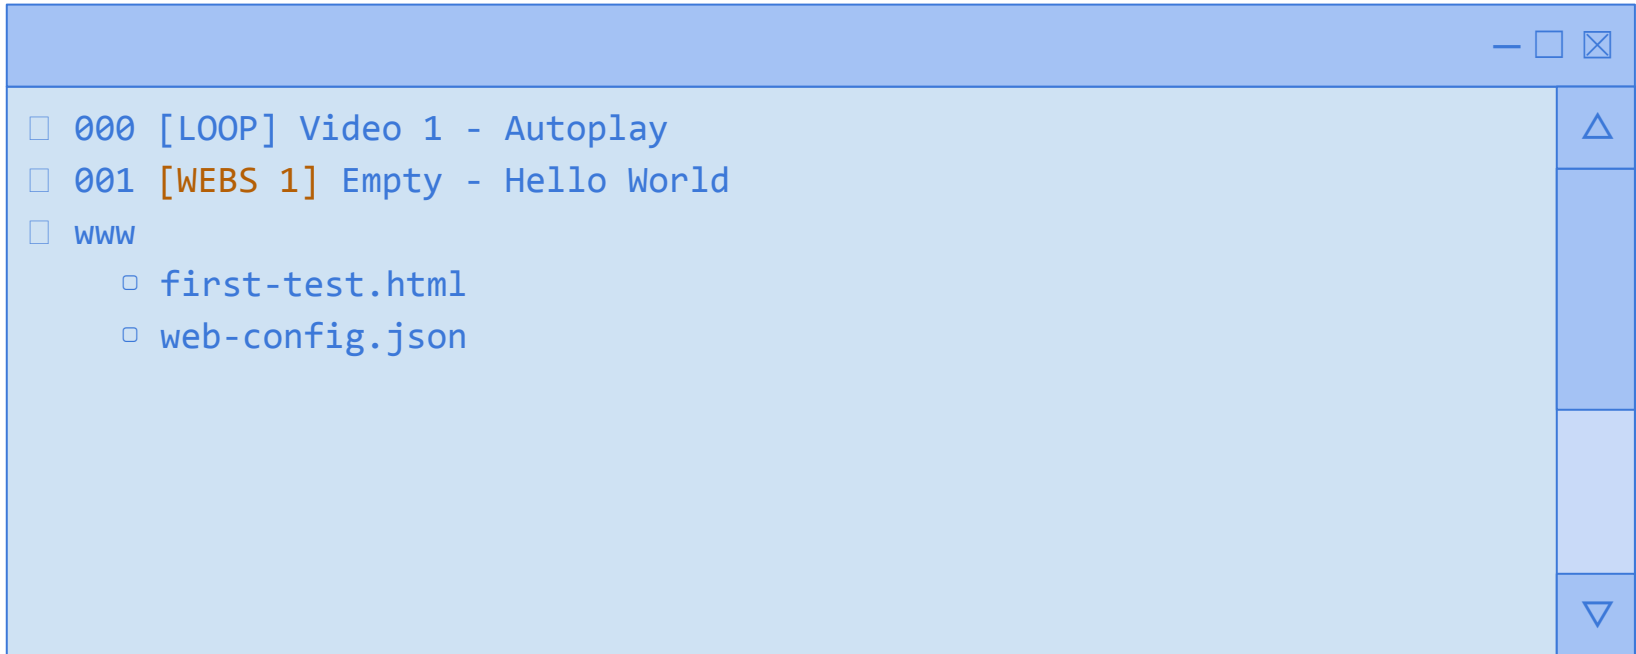 000 [LOOP] Video 1 - Autoplay
001 [WEBS 1] Empty - Hello World
www
first-test.html
web-config.json